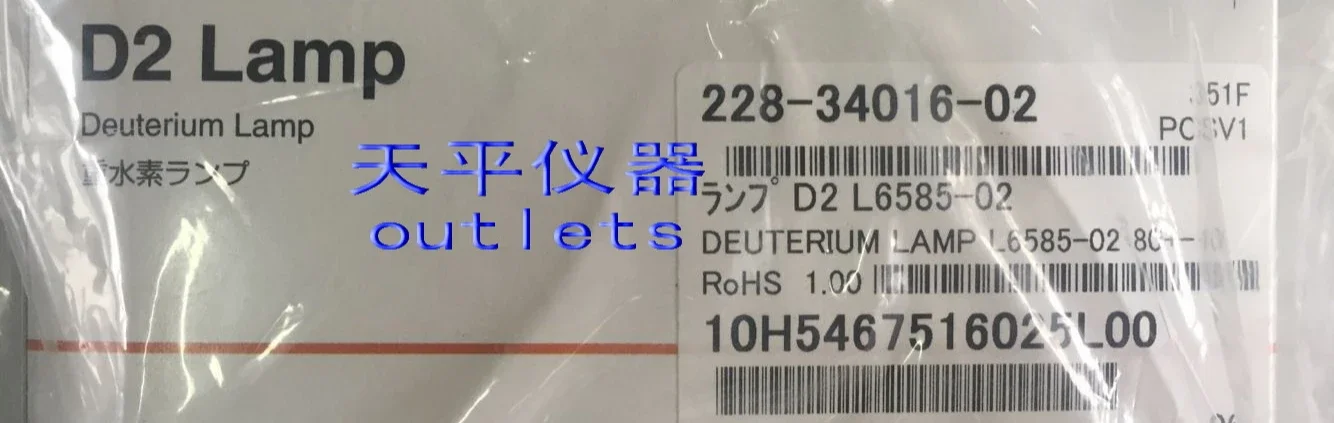 D2 Lamp
Deuterium Lamp
重水素ランプ
天平仪器
outlets
228-34016-02
51F
ランプ D2 L6585-02
DEUTERIUM LAMP L6585-02
RoHS 1.00
10H5467516025L00